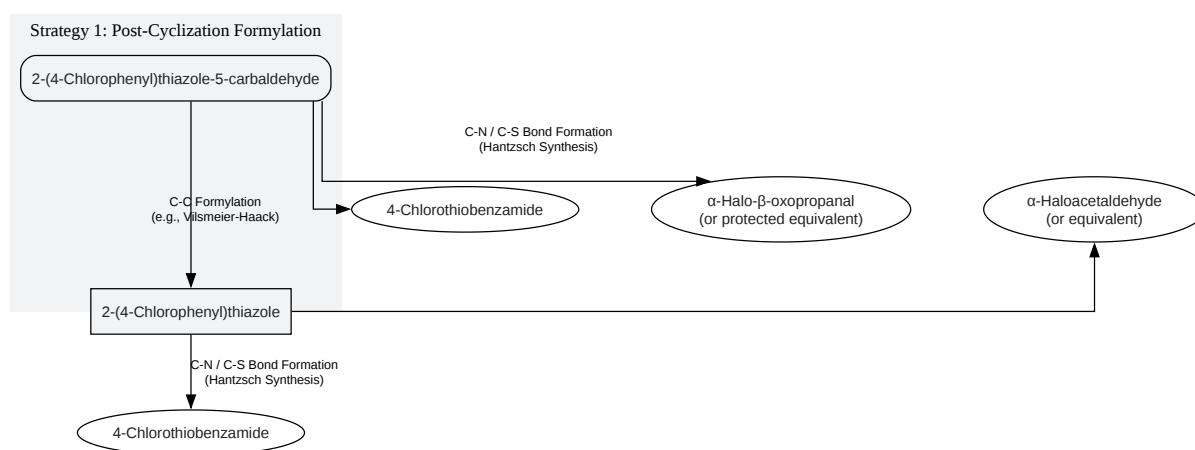 Strategy 1: Post-Cyclization Formylation
2-(4-Chlorophenyl)thiazole-5-carbaldehyde
C-N / C-S Bond Formation
(Hantzsch Synthesis)
C-C Formylation
(e.g., Vilsmeier-Haack)
4-Chlorothiobenzamide
α-Halo-β-oxopropanal
(or protected equivalent)
α-Haloacetaldehyde
(or equivalent)
2-(4-Chlorophenyl)thiazole
C-N / C-S Bond Formation
(Hantzsch Synthesis)
4-Chlorothiobenzamide